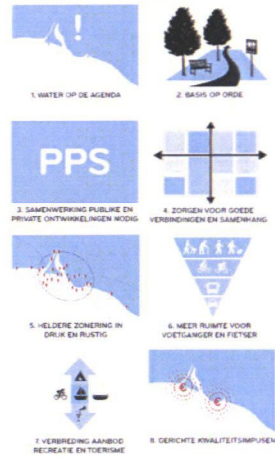 !
1. WATER OP DE AGENDA
2. BASIS OP ORDE
PPS
3. SAMENWERKING PUBLIEKE EN
PRIVATE ONTWIKKELINGEN NODIG
4. ZORGEN VOOR GOEDE
VERBINDINGEN EN SAMENHANG
5. HELDERE ZONERING IN
DRUK EN RUSTIG
6. MEER RUIMTE VOOR
VOETGANGER EN FIETSER
7. VERBREDING AANBOD
RECREATIE EN TOERISME
€
€
8. GERICHTE KWALITEITSIMPULSEN